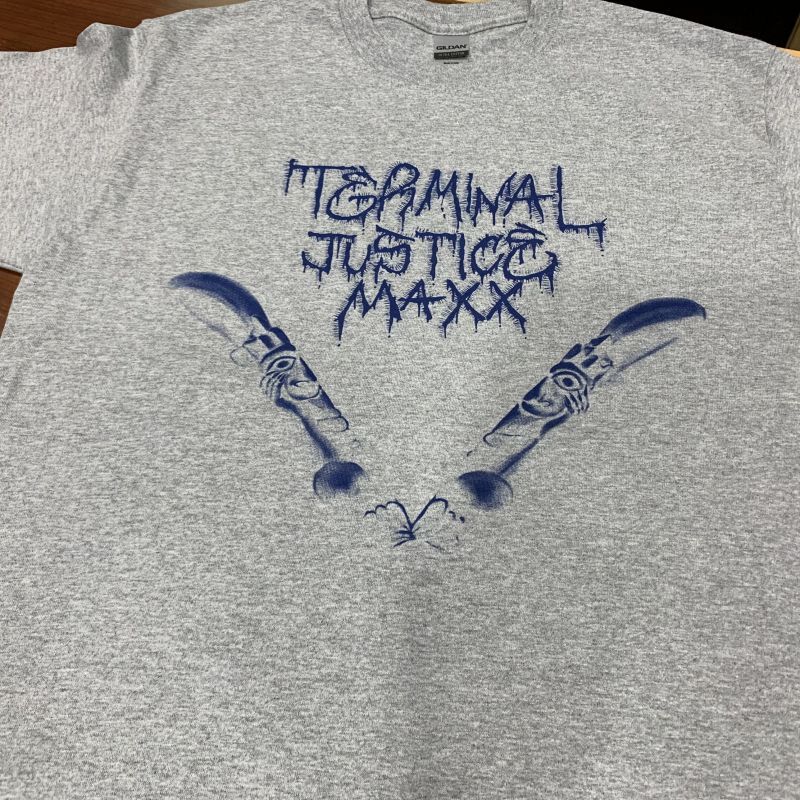 GILDAN
TERMINAL
JUSTICE
MAXX